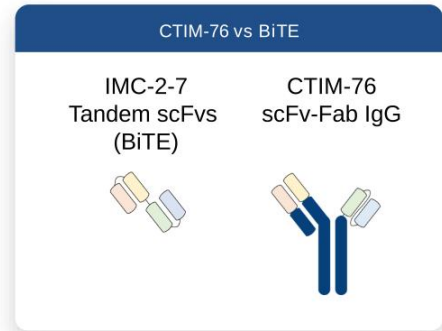 CTIM-76 vs BiTE
IMC-2-7
Tandem scFvs
(BiTE)
CTIM-76
scFv-Fab IgG